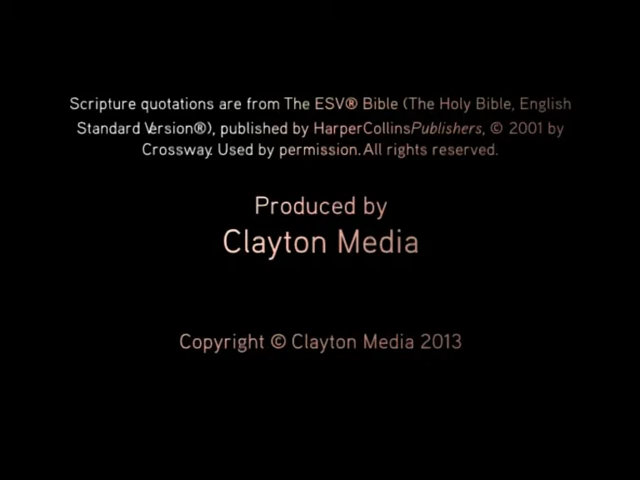 Scripture quotations are from The ESV® Bible (The Holy Bible, English
Standard Version®), published by HarperCollinsPublishers, © 2001 by
Crossway. Used by permission. All rights reserved.
Produced by
Clayton Media
Copyright © Clayton Media 2013